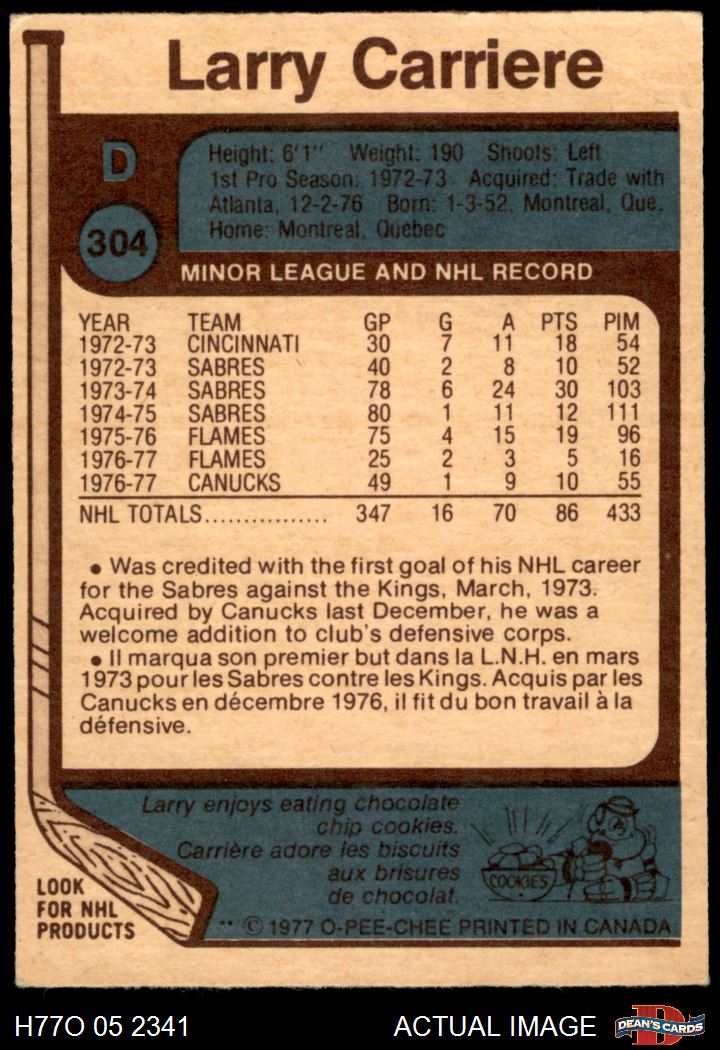 Larry Carriere
D
304
Height: 6'1" Weight: 190 Shoots: Left
1st Pro Season: 1972-73 Acquired: Trade with
Atlanta, 12-2-76 Born: 1-3-52, Montreal, Que.
Home: Montreal, Quebec
MINOR LEAGUE AND NHL RECORD
YEAR TEAM GP G A PTS PIM
1972-73 CINCINNATI 30 7 11 18 54
1972-73 SABRES 40 2 8 10 52
1973-74 SABRES 78 6 24 30 103
1974-75 SABRES 80 1 11 12 111
1975-76 FLAMES 75 4 15 19 96
1976-77 FLAMES 25 2 3 5 16
1976-77 CANUCKS 49 1 9 10 55
NHL TOTALS................ 347 16 70 86 433
• Was credited with the first goal of his NHL career
for the Sabres against the Kings, March, 1973.
Acquired by Canucks last December, he was a
welcome addition to club's defensive corps.
• Il marqua son premier but dans la L.N.H. en mars
1973 pour les Sabres contre les Kings. Acquis par les
Canucks en décembre 1976, il fit du bon travail à la
défensive.
Larry enjoys eating chocolate
chip cookies.
Carrière adore les biscuits
aux brisures
de chocolat.
COOKIES
LOOK
FOR NHL
PRODUCTS
** © 1977 O-PEE-CHEE PRINTED IN CANADA
H77O 05 2341 ACTUAL IMAGE
D
DEAN'S CARDS